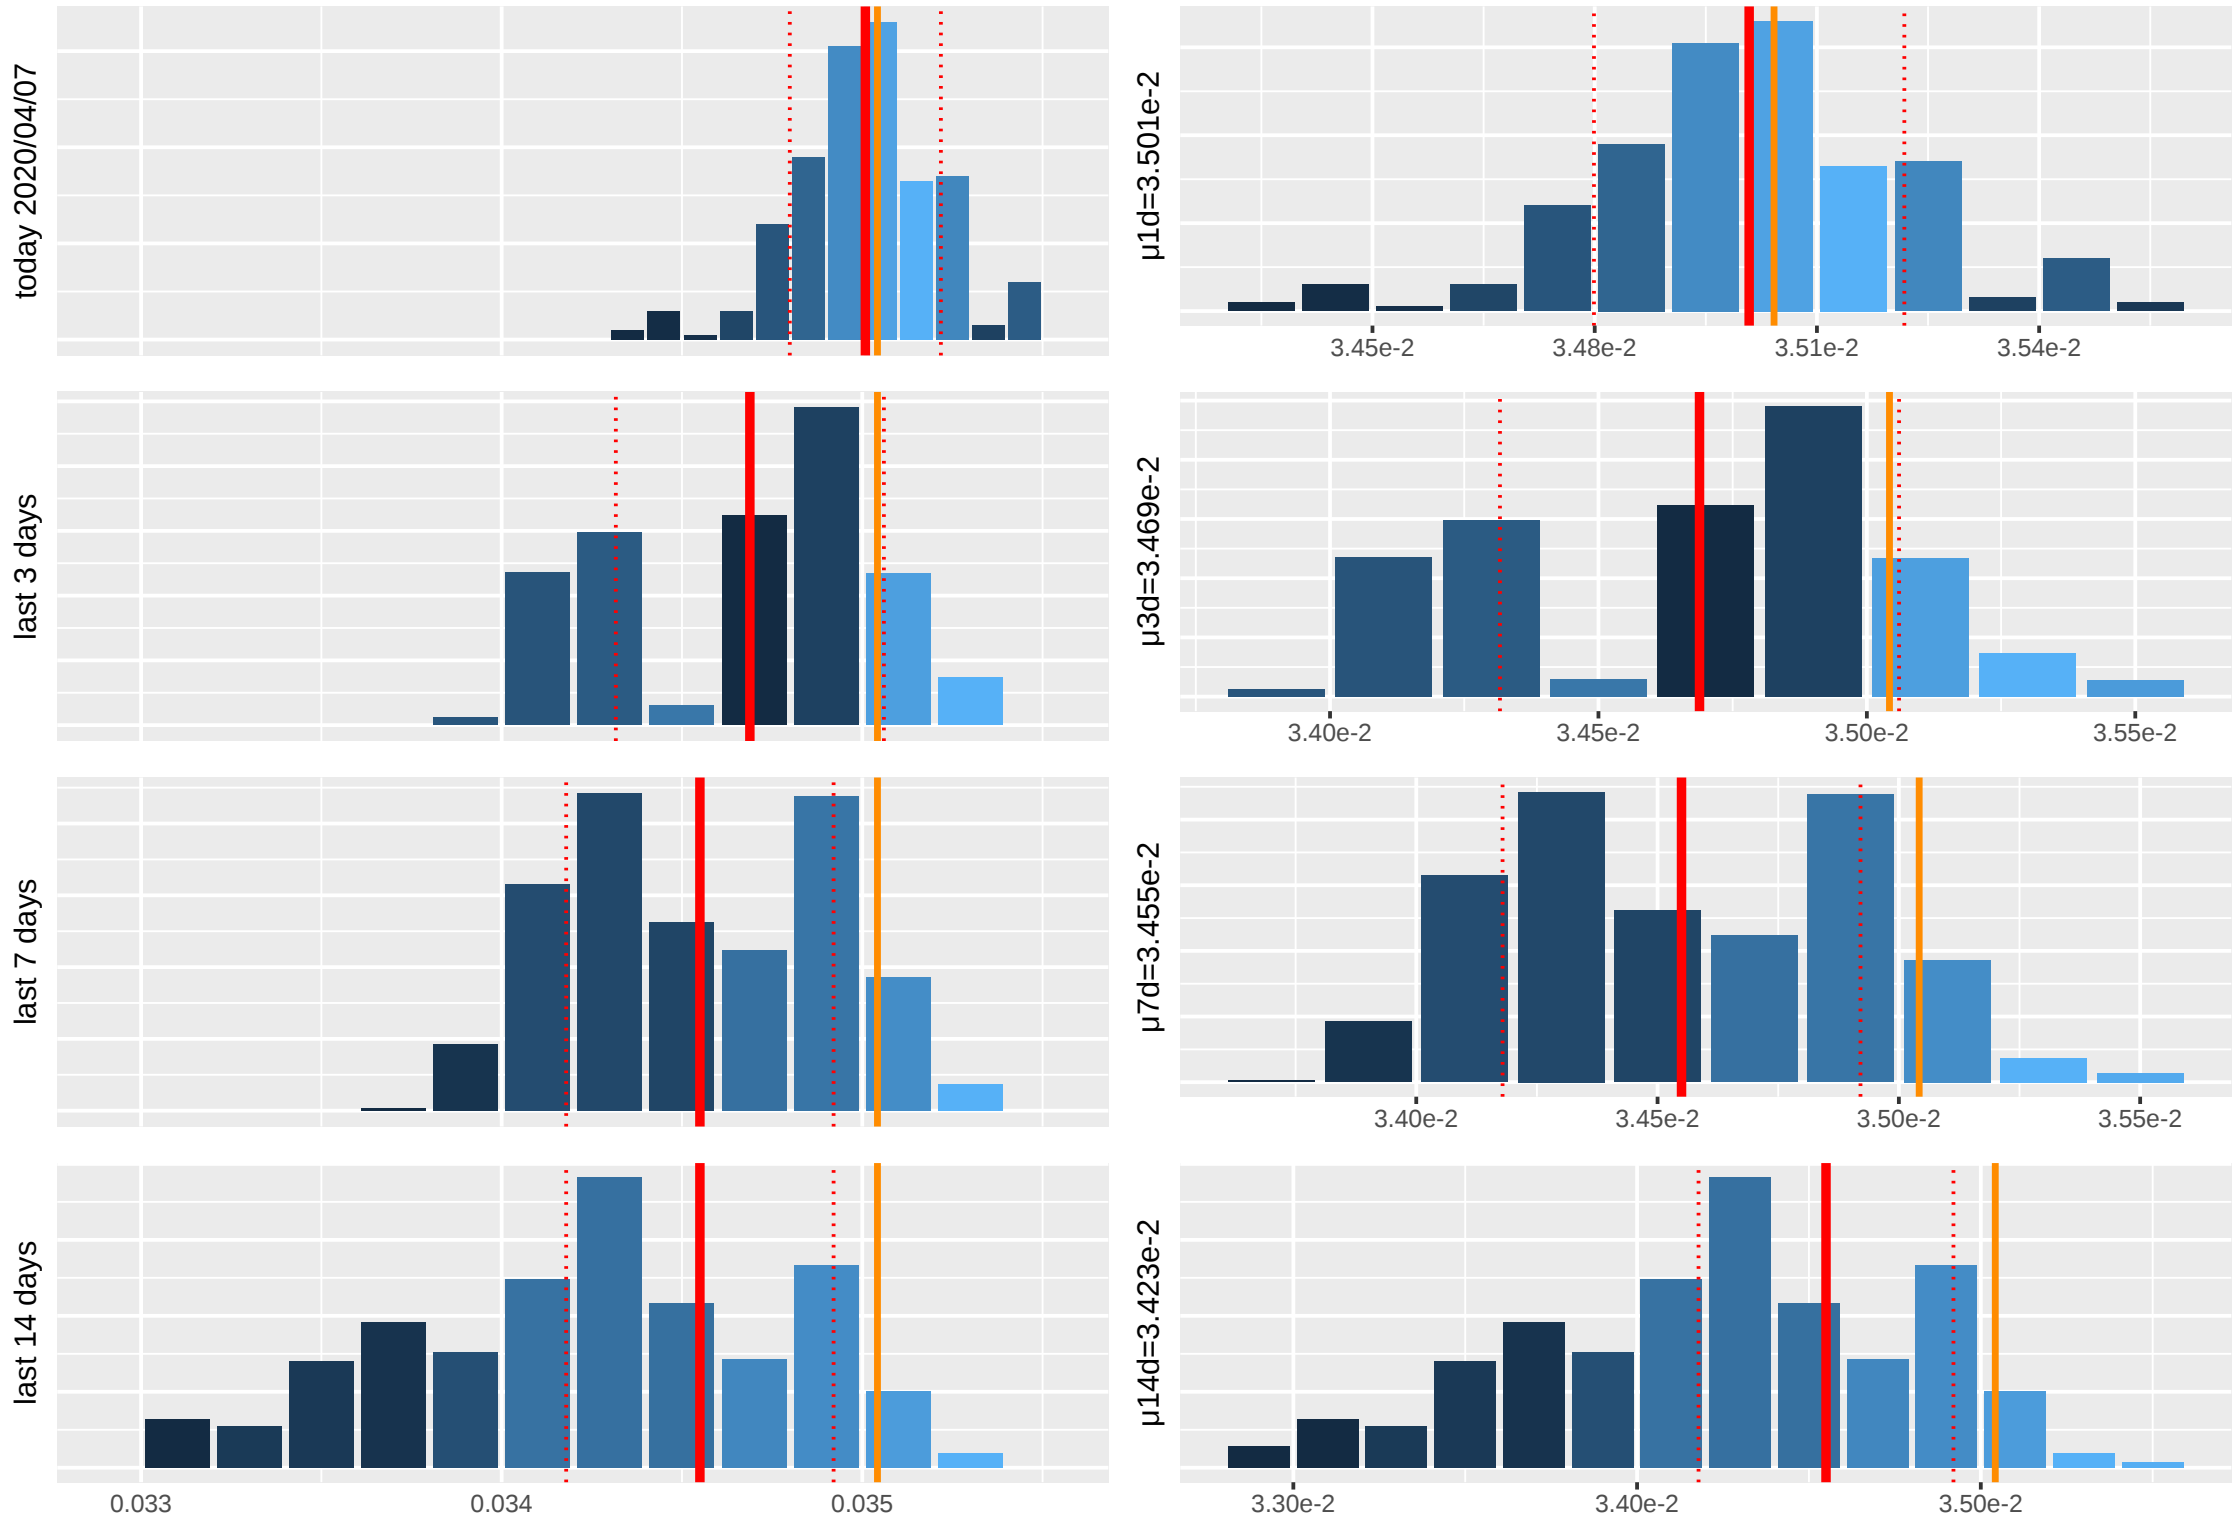 today 2020/04/07
µ1d=3.501e-2
3.45e-2 3.48e-2 3.51e-2 3.54e-2
last 3 days
µ3d=3.469e-2
3.40e-2 3.45e-2 3.50e-2 3.55e-2
last 7 days
µ7d=3.455e-2
3.40e-2 3.45e-2 3.50e-2 3.55e-2
last 14 days
µ14d=3.423e-2
0.033 0.034 0.035
3.30e-2 3.40e-2 3.50e-2